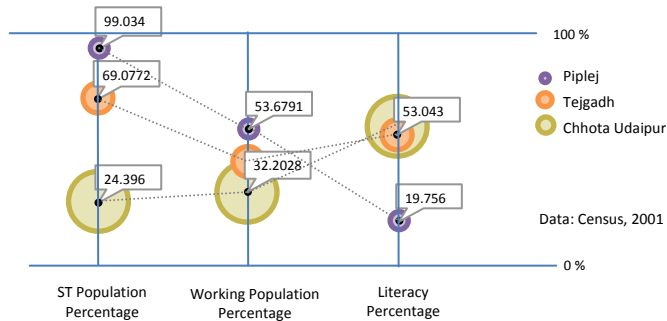 99.034
100 %
69.0772
Piplej
53.6791
53.043
Tejgadh
Chhota Udaipur
32.2028
24.396
19.756
Data: Census, 2001
0 %
ST Population
Percentage
Working Population
Percentage
Literacy
Percentage